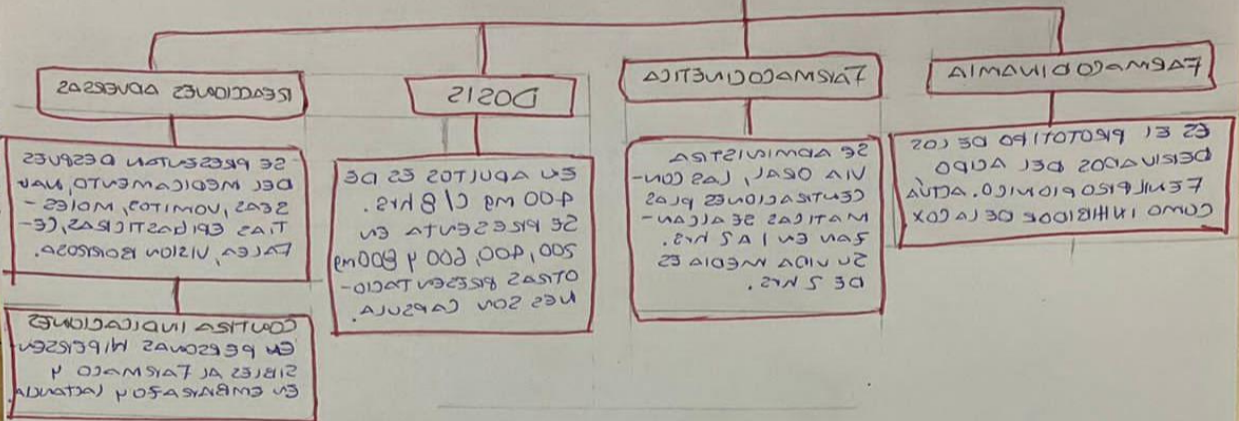 FARMACODINAMIA
ES EL PROTOTIPO DE LOS
DERIVADOS DEL ACIDO
FENILPROPIONICO. ACTUA
COMO INHIBIDOR DE LA COX
FARMACOCINETICA
SE ADMINISTRA
VIA ORAL, LAS CON-
CENTRACIONES PLAS
MATICAS SE ALCAN-
ZAN EN 1 A 2 hrs.
SU VIDA MEDIA ES
DE 2 hrs.
DOSIS
EN ADULTOS ES DE
400 mg C/8 hrs.
SE PRESENTA EN
200, 400, 600 y 800mg
OTRAS PRESENTACIO-
NES SON CAPSULA.
REACCIONES ADVERSAS
SE PRESENTAN DESPUES
DEL MEDICAMENTO, NAU
SEAS, VOMITOS, MOLES-
TIAS EPIGASTRICAS, CE-
FALEA, VISION BORROSA.
CONTRA INDICACIONES
EN PERSONAS HIPERSEN-
SIBLES AL FARMACO y
EN EMBARAZO y LACTANCIA.